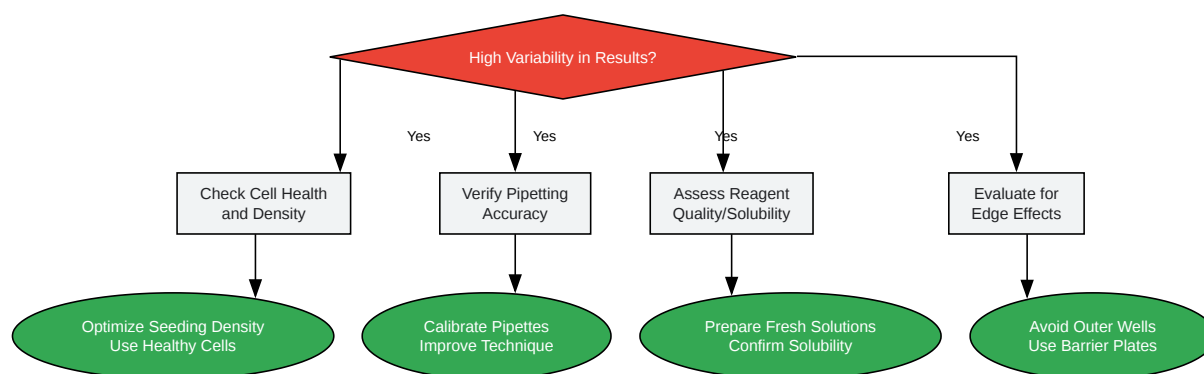 High Variability in Results?
Yes
Yes
Yes
Yes
Check Cell Health
and Density
Verify Pipetting
Accuracy
Assess Reagent
Quality/Solubility
Evaluate for
Edge Effects
Optimize Seeding Density
Use Healthy Cells
Calibrate Pipettes
Improve Technique
Prepare Fresh Solutions
Confirm Solubility
Avoid Outer Wells
Use Barrier Plates